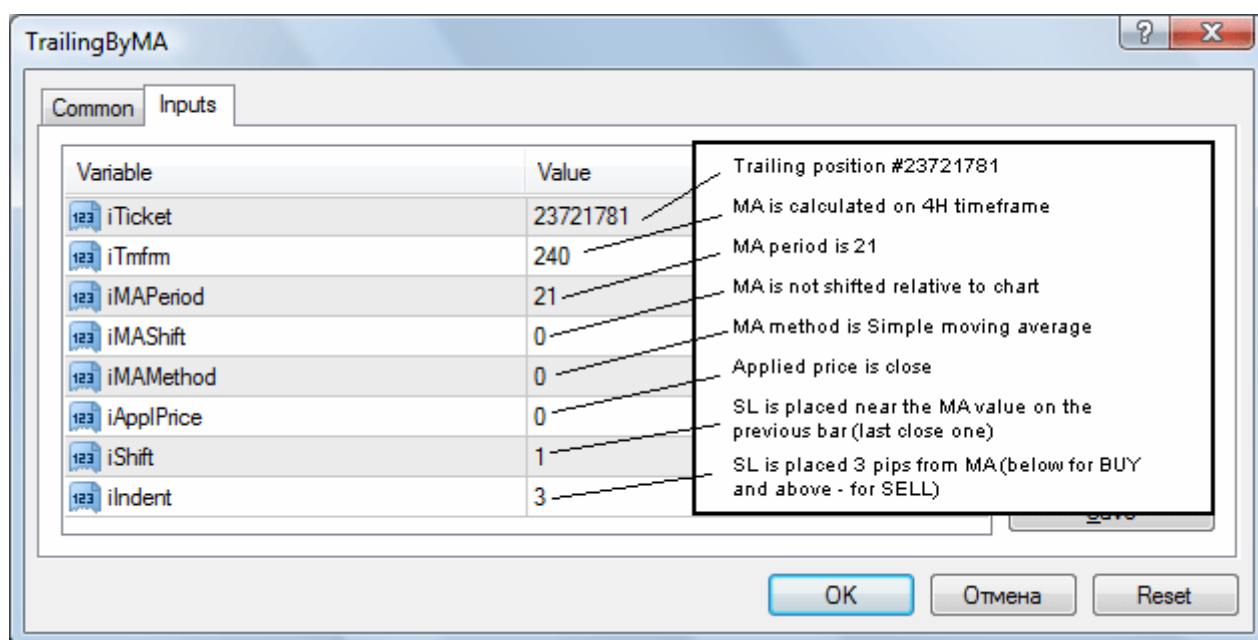 TrailingByMA
Common
Inputs
Variable
Value
iTicket
23721781
iTmfrm
240
iMAPeriod
21
iMAShift
0
iMAMethod
0
iApplPrice
0
iShift
1
iIndent
3
Trailing position #23721781
MA is calculated on 4H timeframe
MA period is 21
MA is not shifted relative to chart
MA method is Simple moving average
Applied price is close
SL is placed near the MA value on the
previous bar (last close one)
SL is placed 3 pips from MA (below for BUY
and above - for SELL)
OK
Отмена
Reset